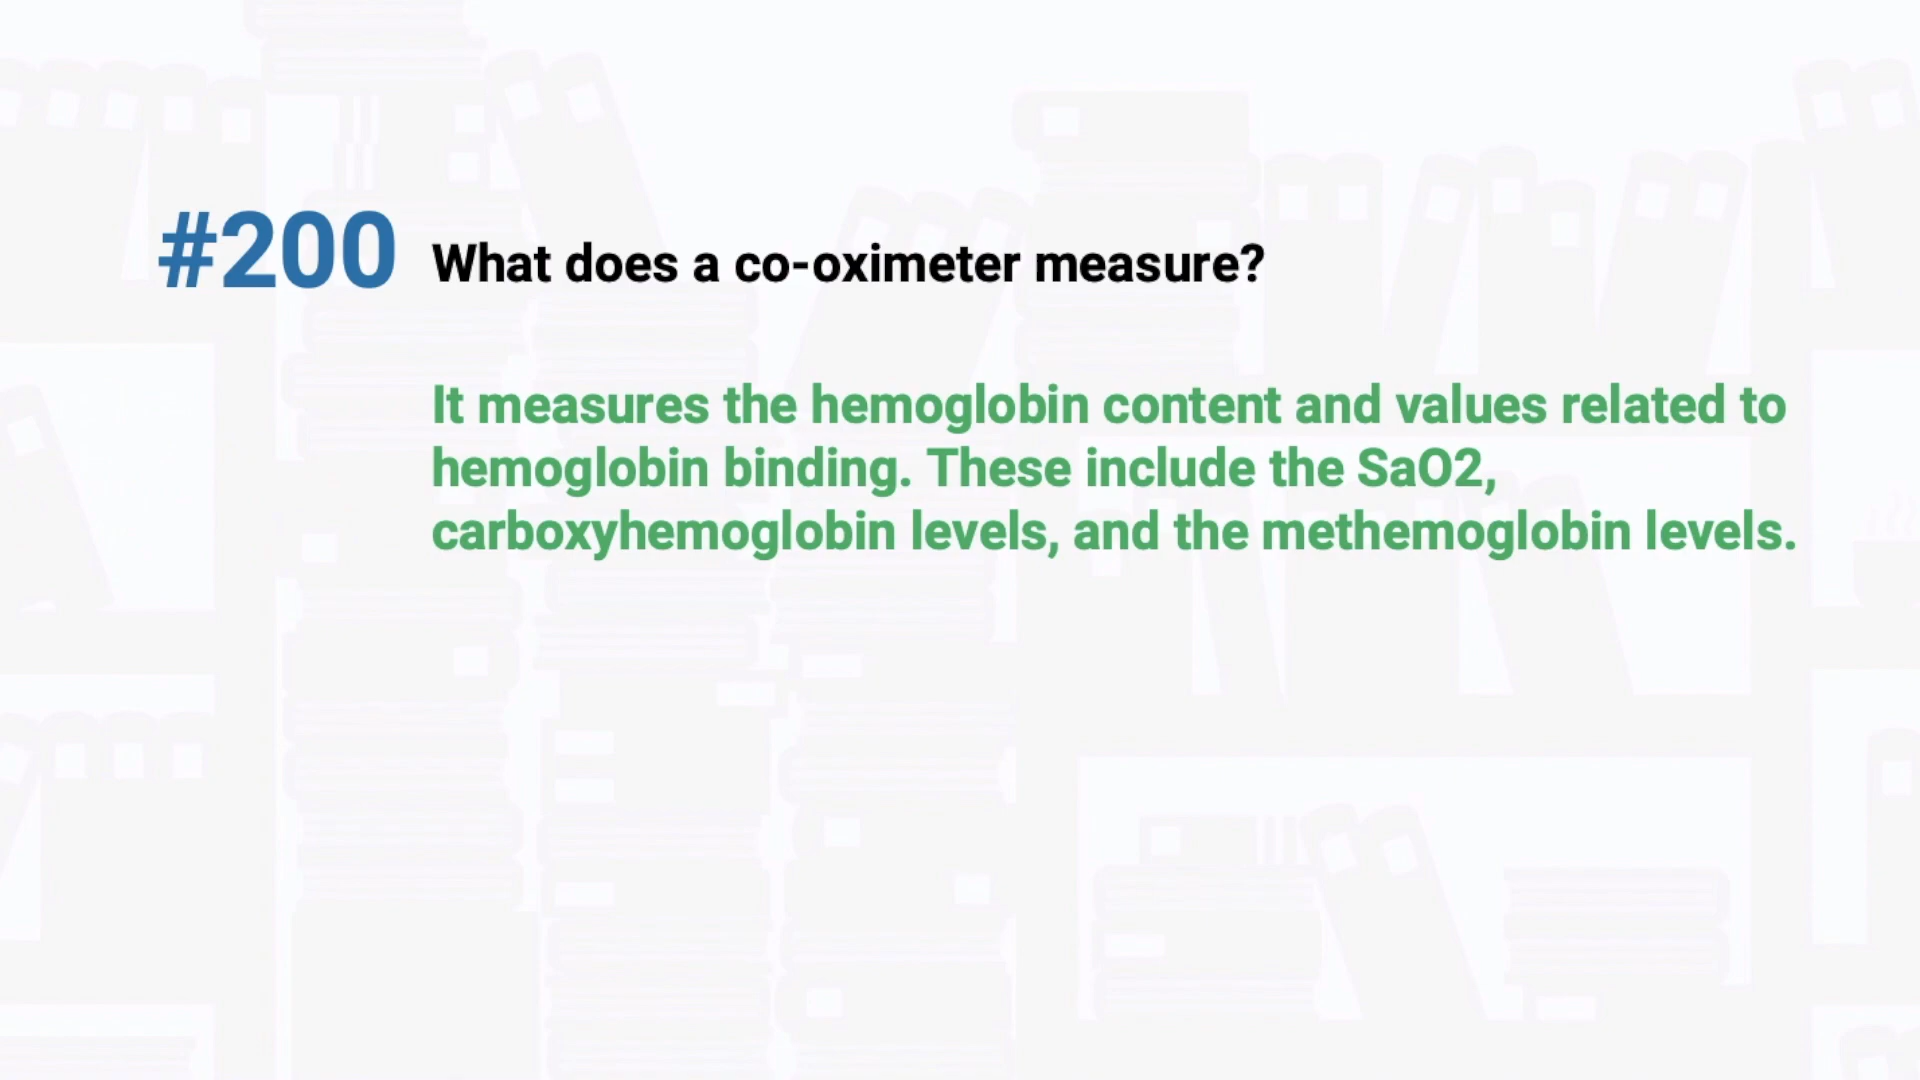 #200 What does a co-oximeter measure?
It measures the hemoglobin content and values related to
hemoglobin binding. These include the SaO2,
carboxyhemoglobin levels, and the methemoglobin levels.